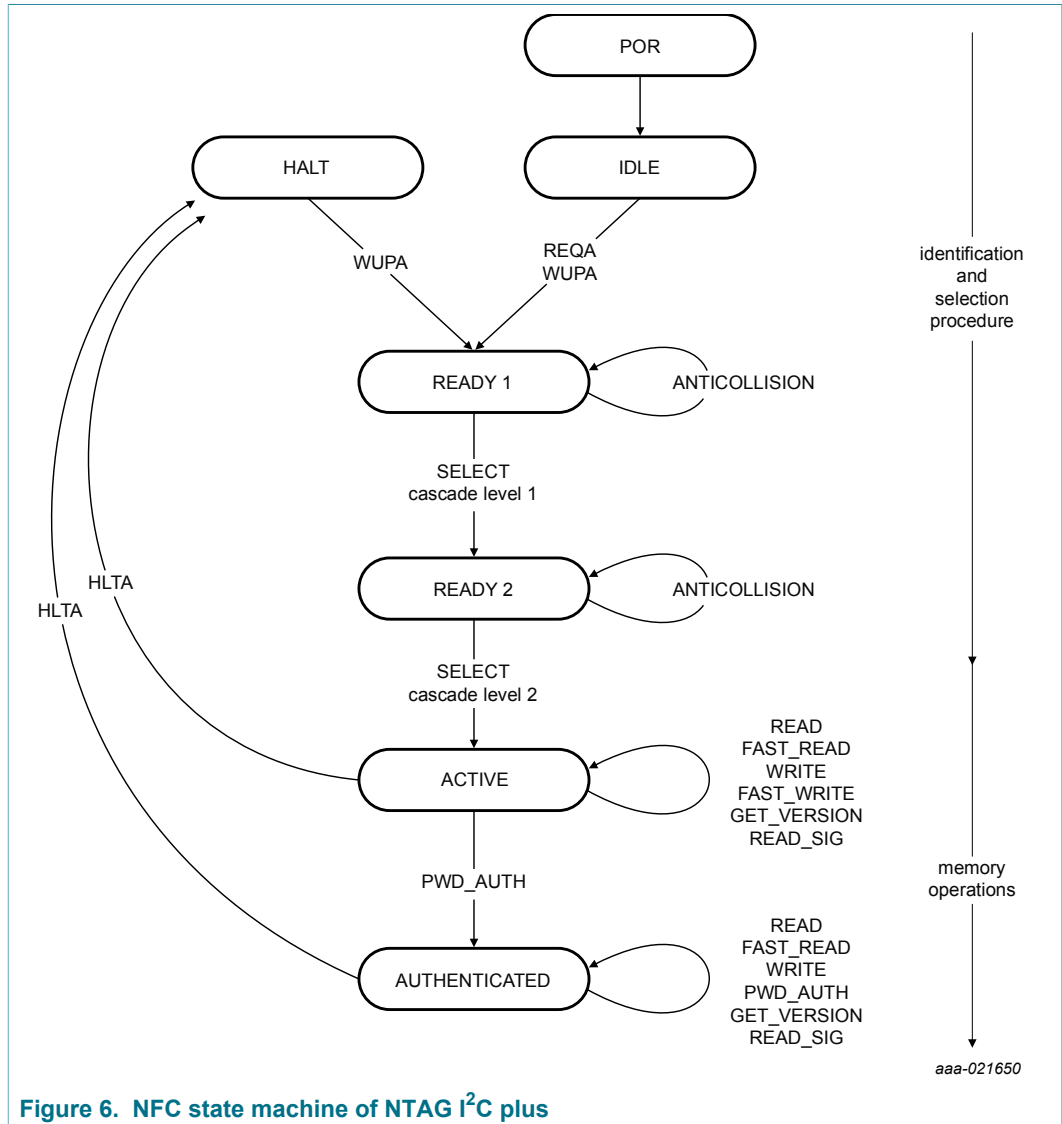 POR
HALT
IDLE
WUPA
REQA
WUPA
identification
and
selection
procedure
READY 1
ANTICOLLISION
SELECT
cascade level 1
READY 2
ANTICOLLISION
HLTA
HLTA
SELECT
cascade level 2
ACTIVE
READ
FAST_READ
WRITE
FAST_WRITE
GET_VERSION
READ_SIG
PWD_AUTH
memory
operations
AUTHENTICATED
READ
FAST_READ
WRITE
PWD_AUTH
GET_VERSION
READ_SIG
aaa-021650
Figure 6. NFC state machine of NTAG I²C plus